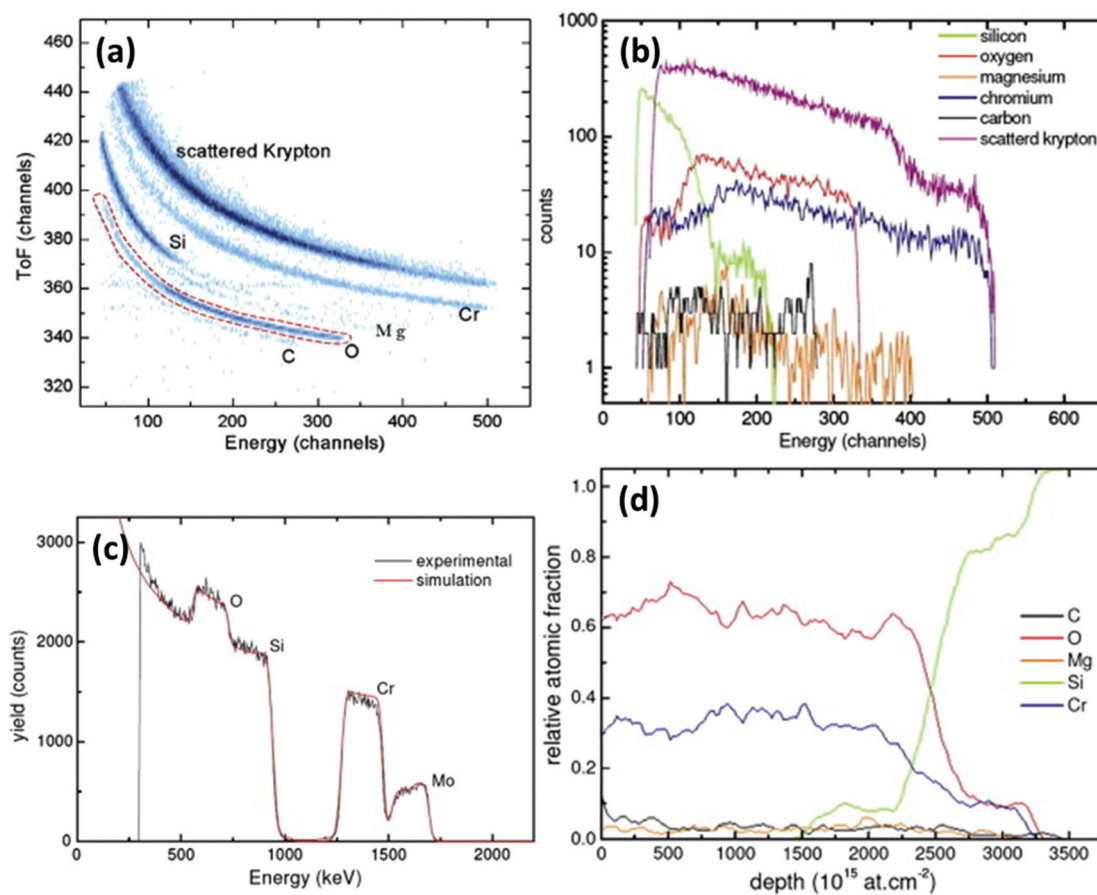 (a)
460
440
420
400
380
360
340
320
ToF (channels)
scattered Krypton
Si
Cr
Mg
C
O
100
200
300
400
500
Energy (channels)
(b)
1000
100
10
1
counts
silicon
oxygen
magnesium
chromium
carbon
scatterd krypton
0
100
200
300
400
500
600
Energy (channels)
(c)
3000
2000
1000
0
yield (counts)
experimental
simulation
O
Si
Cr
Mo
0
500
1000
1500
2000
Energy (keV)
(d)
1.0
0.8
0.6
0.4
0.2
0.0
relative atomic fraction
C
O
Mg
Si
Cr
0
500
1000
1500
2000
2500
3000
3500
depth (10¹⁵ at.cm⁻²)